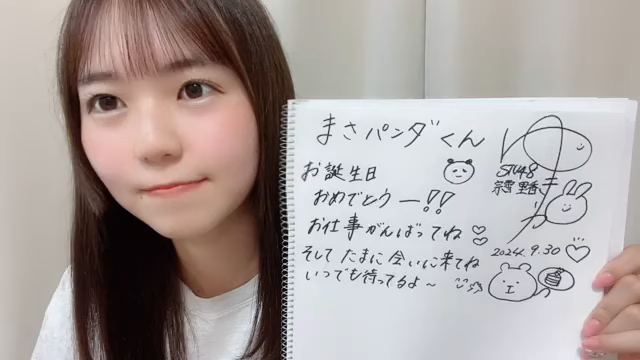 まさパンダくん
お誕生日
おめでとうー!!
お仕事がんばってね♡♡
そしてたまに会いに来てね
いつでも待ってるよ~
STU48
2024.9.30